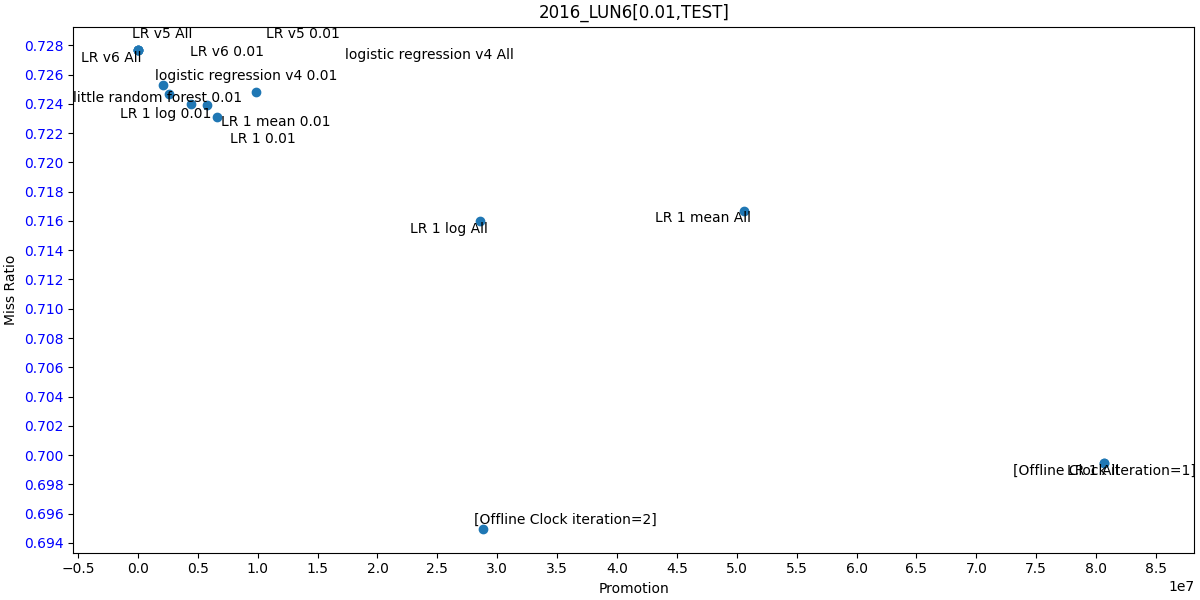 2016_LUN6[0.01,TEST]
Miss Ratio
0.728
0.726
0.724
0.722
0.720
0.718
0.716
0.714
0.712
0.710
0.708
0.706
0.704
0.702
0.700
0.698
0.696
0.694
LR v5 All
LR v5 0.01
LR v6 All
LR v6 0.01
logistic regression v4 All
logistic regression v4 0.01
little random forest 0.01
LR 1 log 0.01
LR 1 mean 0.01
LR 1 0.01
LR 1 log All
LR 1 mean All
[Offline Clock iteration=1]
LR 1 All
[Offline Clock iteration=2]
−0.5 0.0 0.5 1.0 1.5 2.0 2.5 3.0 3.5 4.0 4.5 5.0 5.5 6.0 6.5 7.0 7.5 8.0 8.5
1e7
Promotion